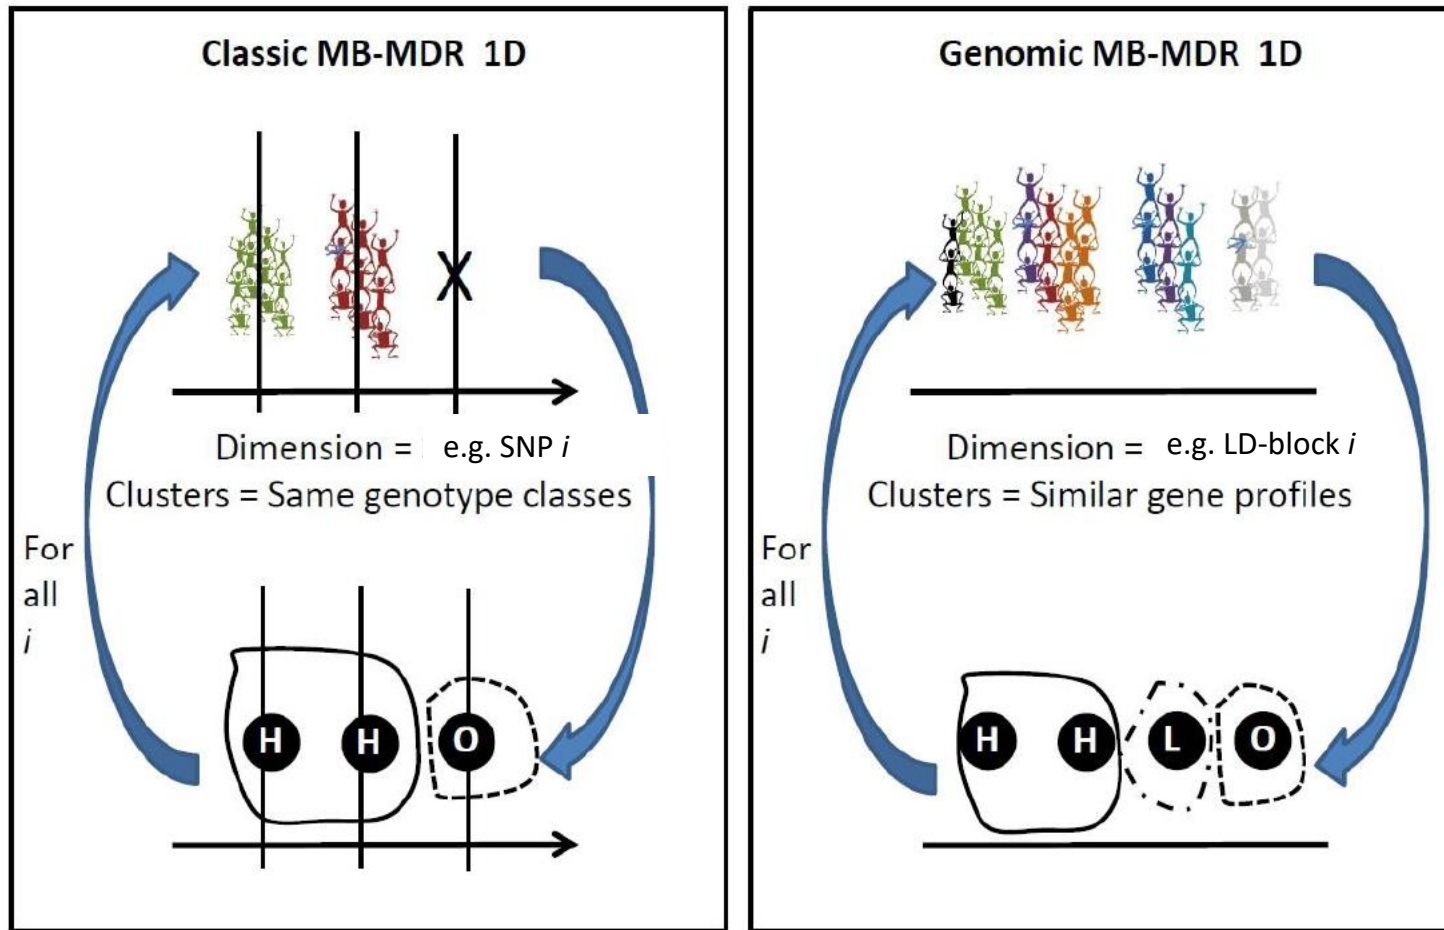 Classic MB-MDR 1D
X
Dimension = e.g. SNP i
Clusters = Same genotype classes
For
all
i
H H O
Genomic MB-MDR 1D
Dimension = e.g. LD-block i
Clusters = Similar gene profiles
For
all
i
H H L O